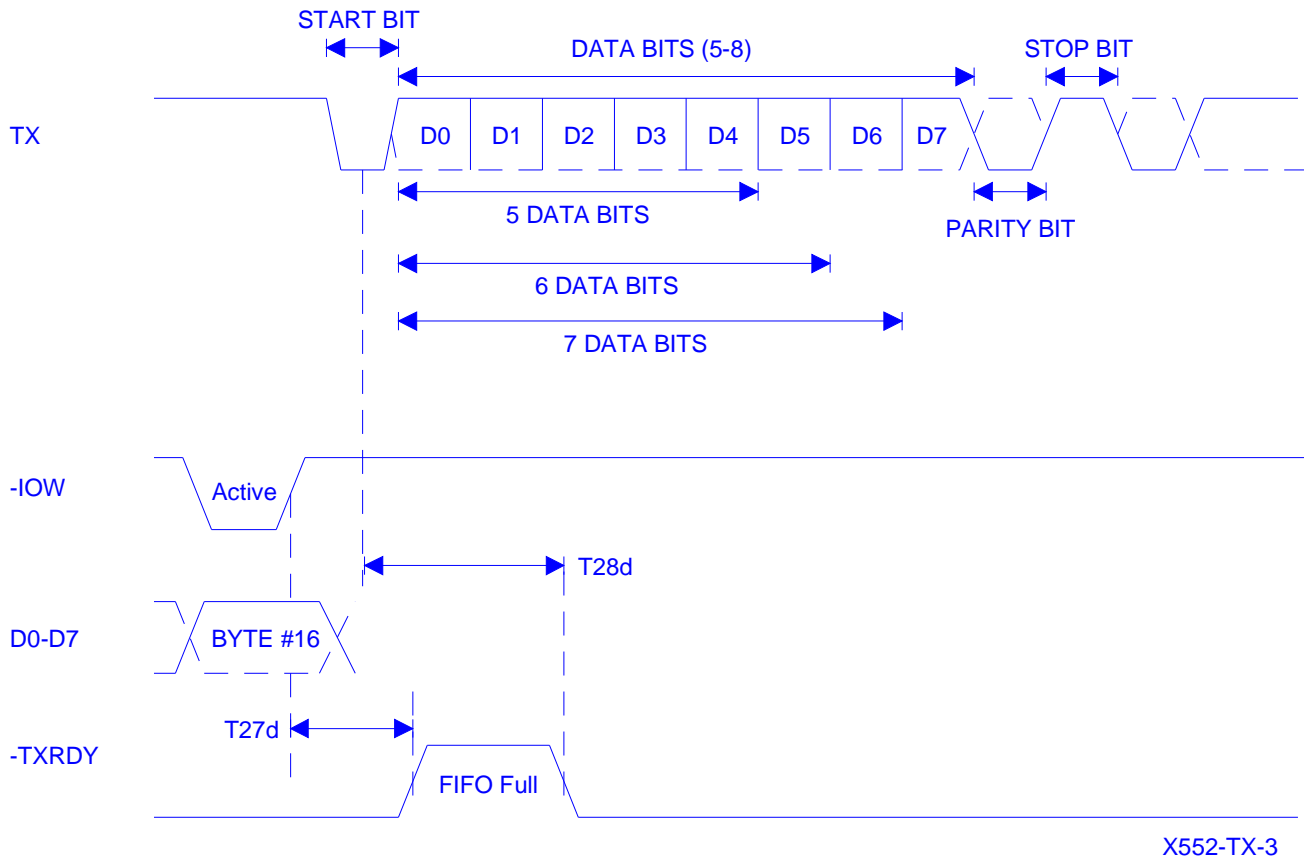 START BIT
DATA BITS (5-8)
STOP BIT
TX
D0 D1 D2 D3 D4 D5 D6 D7
5 DATA BITS
PARITY BIT
6 DATA BITS
7 DATA BITS
-IOW
Active
T28d
D0-D7
BYTE #16
T27d
-TXRDY
FIFO Full
X552-TX-3